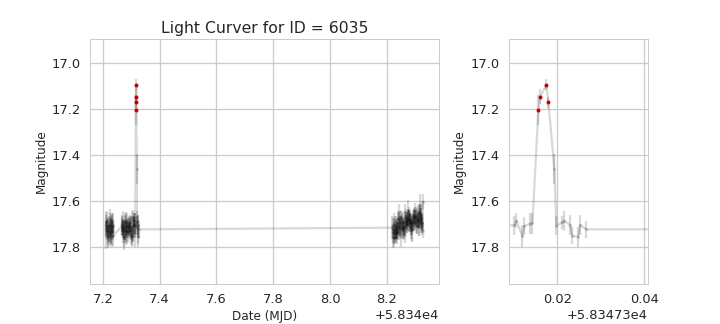 Light Curver for ID = 6035
17.0
17.2
17.4
17.6
17.8
Magnitude
7.2 7.4 7.6 7.8 8.0 8.2
Date (MJD)
+5.834e4
17.0
17.2
17.4
17.6
17.8
Magnitude
0.02 0.04
+5.83473e4